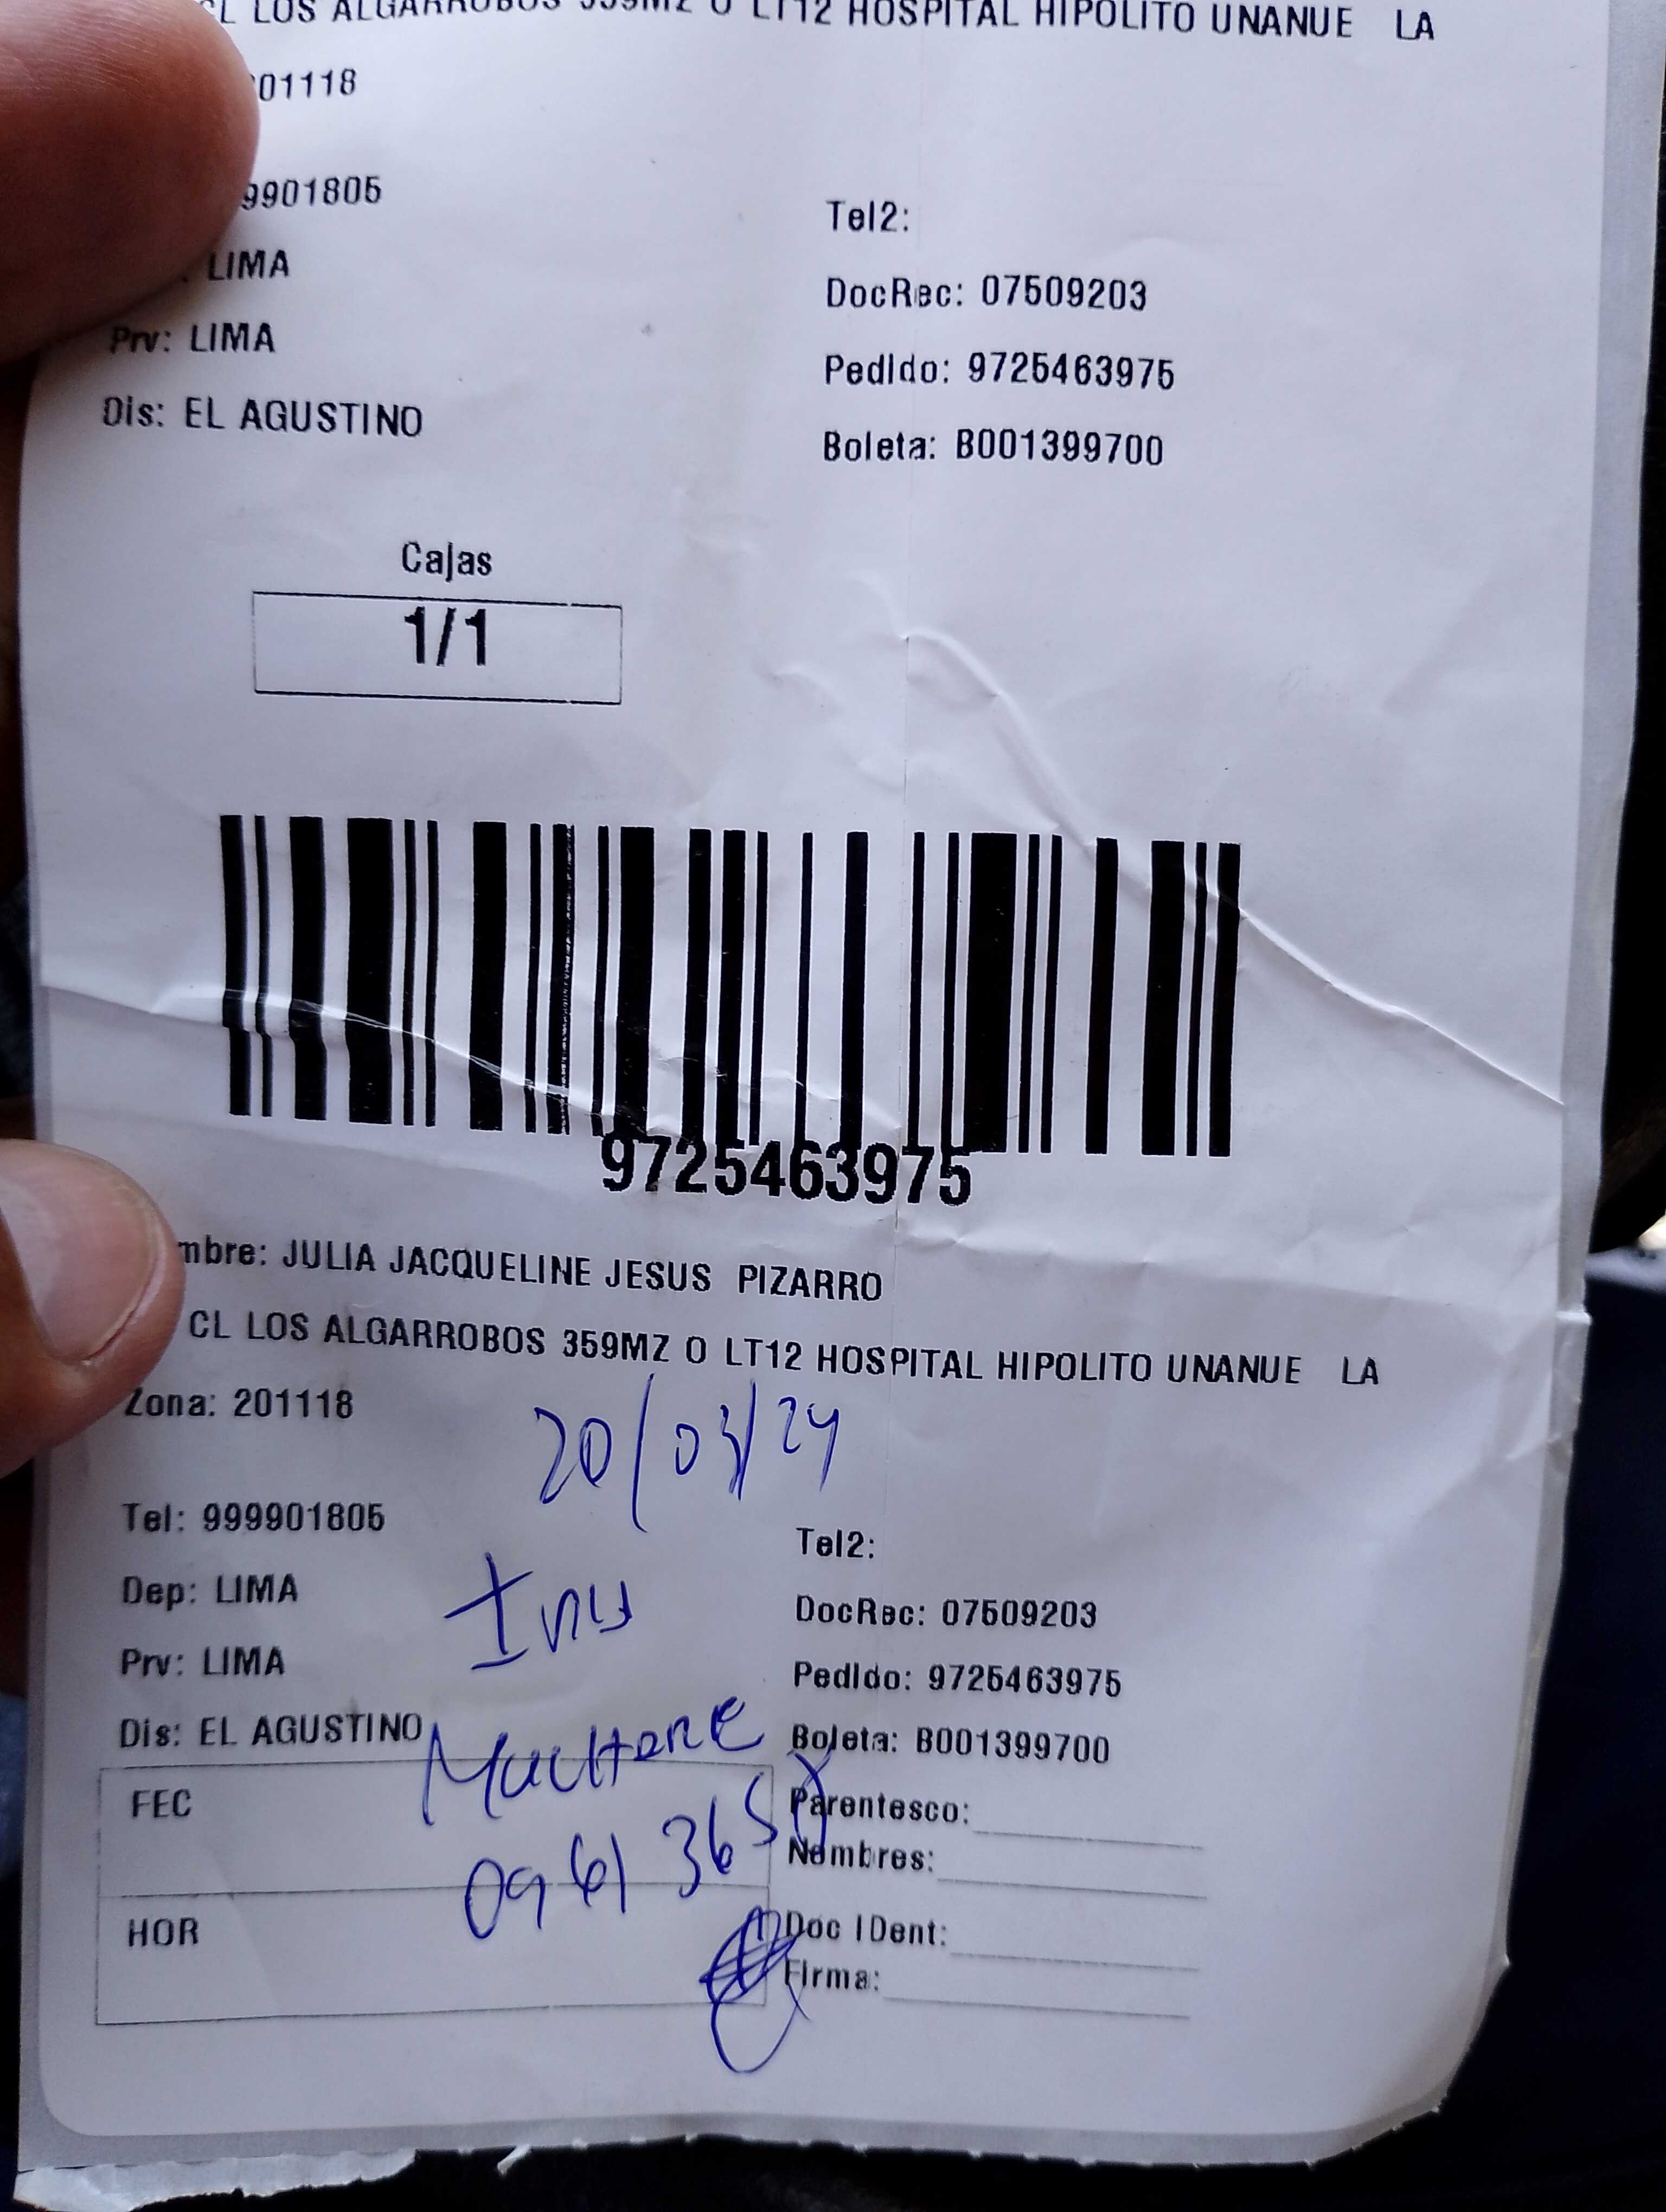 CL LOS ALGARROBOS 359MZ O LT12 HOSPITAL HIPOLITO UNANUE LA
01118
9901805
LIMA
Prv: LIMA
Dis: EL AGUSTINO
Tel2:
DocRec: 07509203
Pedido: 9725463975
Boleta: B001399700
Cajas
1/1
9725463975
mbre: JULIA JACQUELINE JESUS PIZARRO
CL LOS ALGARROBOS 359MZ O LT12 HOSPITAL HIPOLITO UNANUE LA
Zona: 201118
20/03/24
Tel: 999901805
Dep: LIMA
Prv: LIMA
Dis: EL AGUSTINO
Tel2:
DocRec: 07509203
Pedido: 9725463975
Boleta: B001399700
FEC
HOR
Parentesco:
Nombres:
Doc IDent:
Firma: